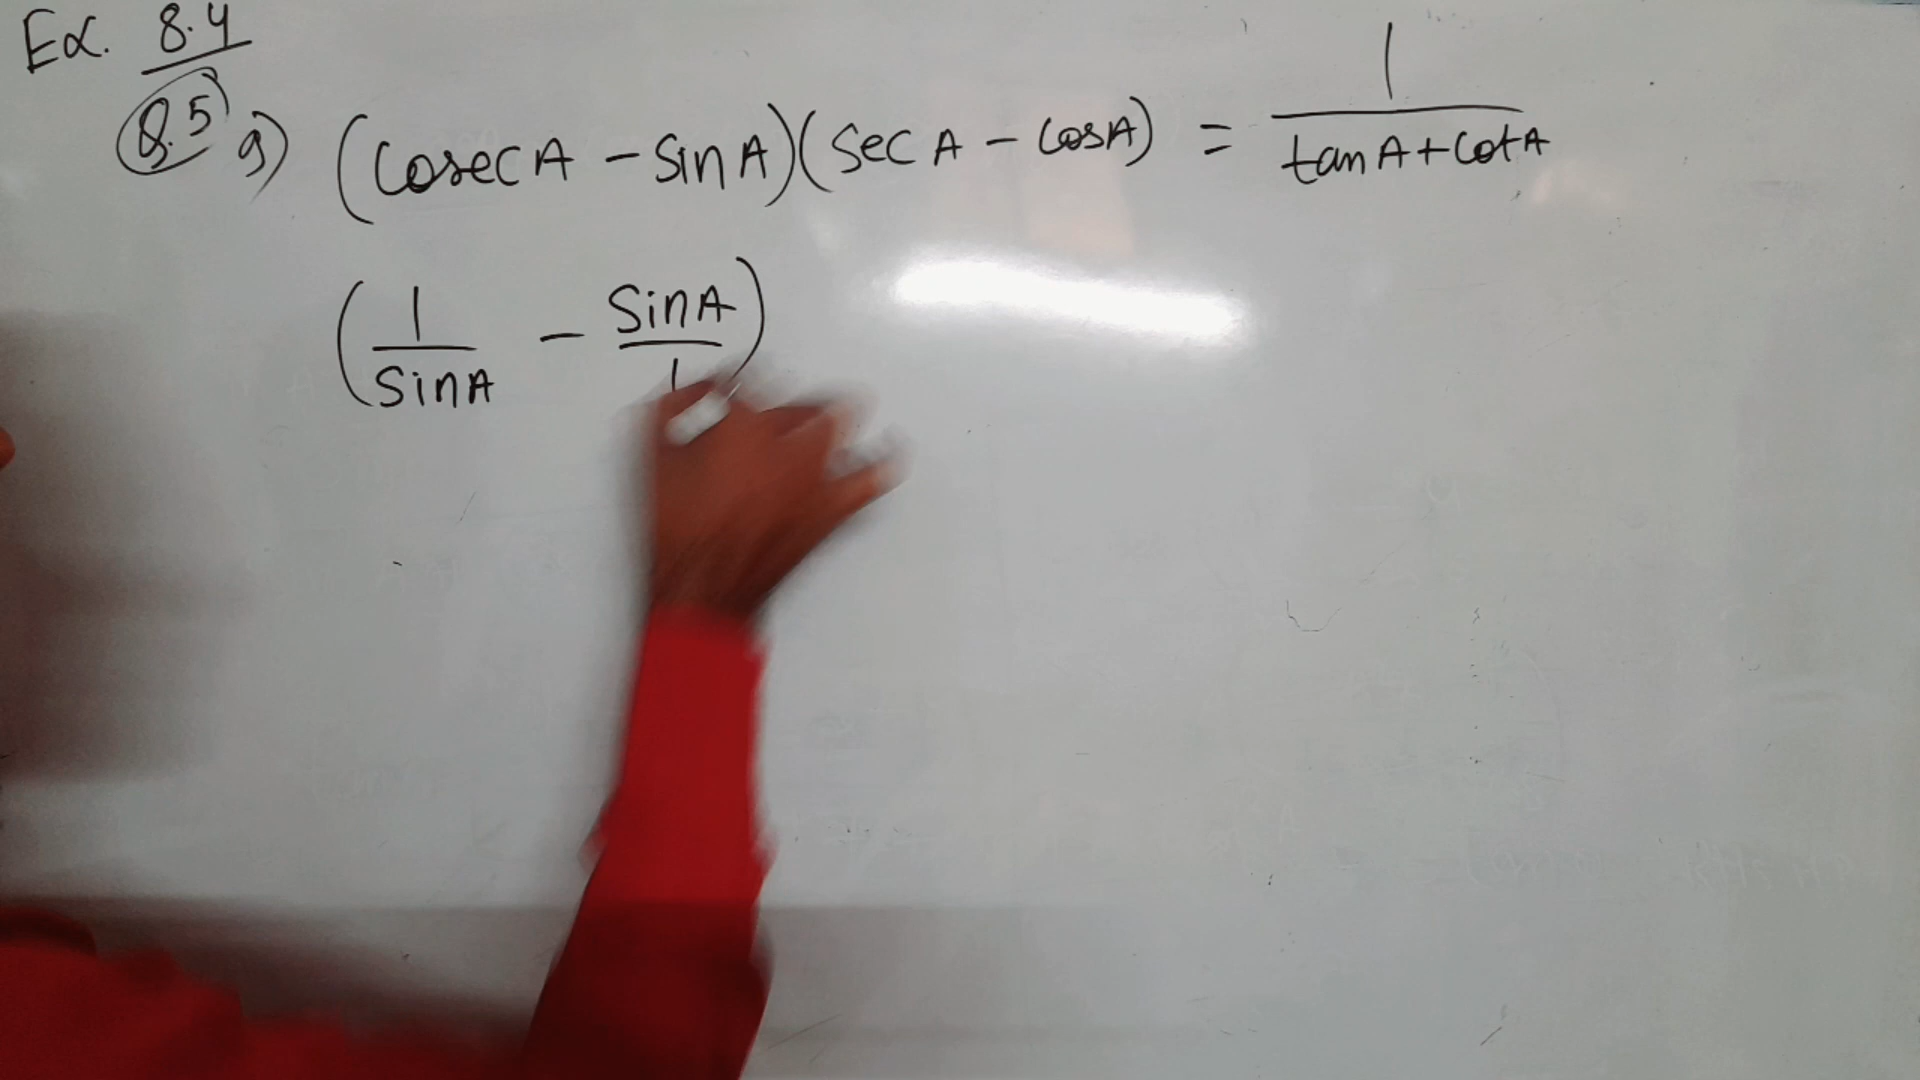 Ex. 8.4
Q.5 9) (CosecA - SinA)(SecA - CosA) = 1/(tanA + CotA)
(1/SinA - SinA/1)